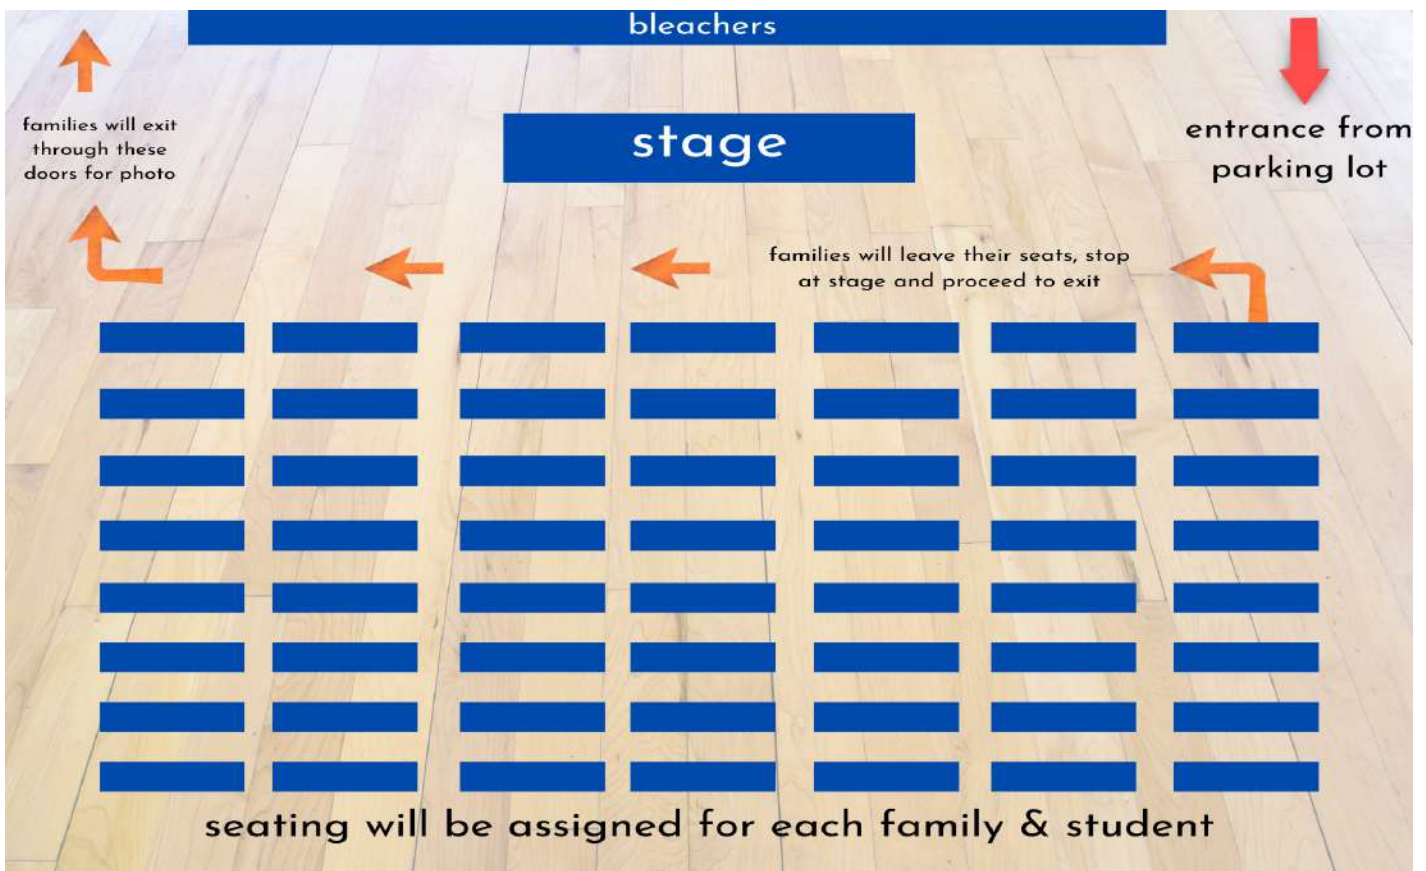 bleachers
stage
families will exit
through these
doors for photo
entrance from
parking lot
families will leave their seats, stop
at stage and proceed to exit
seating will be assigned for each family & student